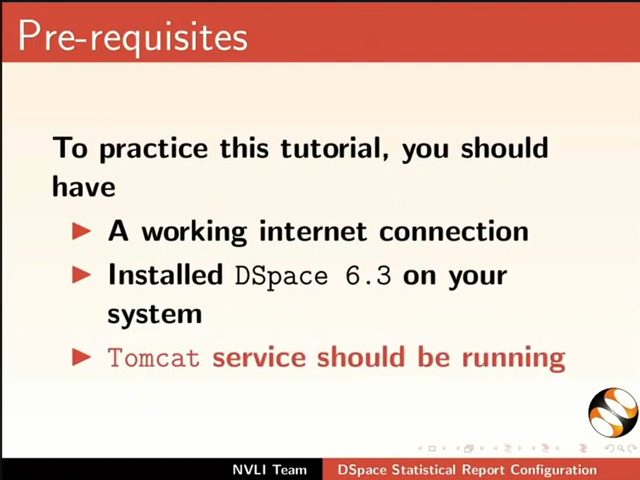 Pre-requisites
To practice this tutorial, you should
have
A working internet connection
Installed DSpace 6.3 on your
system
Tomcat service should be running
NVLI Team DSpace Statistical Report Configuration